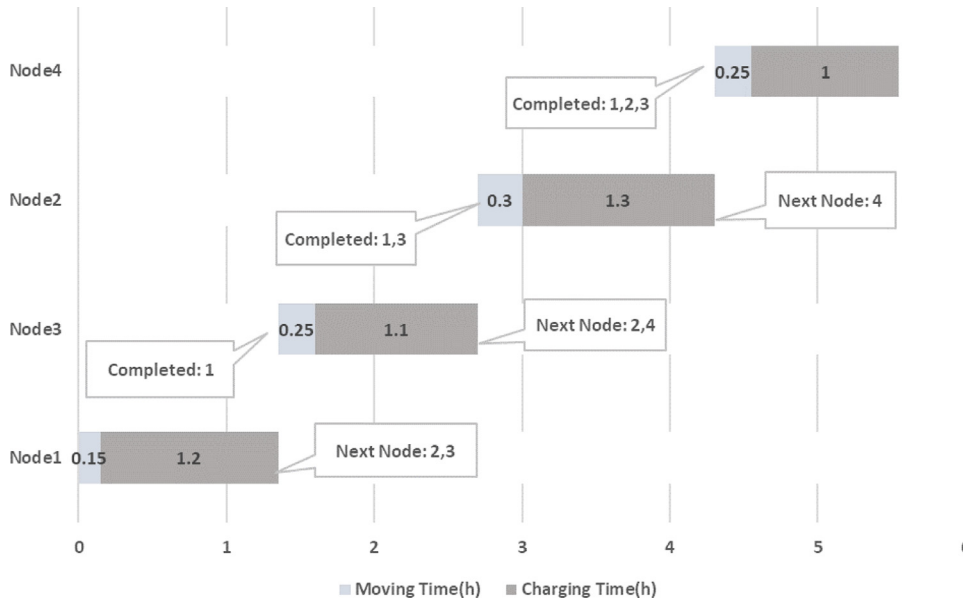 Node4
0.25
1
Completed: 1,2,3
Node2
0.3
1.3
Next Node: 4
Completed: 1,3
Node3
0.25
1.1
Next Node: 2,4
Completed: 1
Node1
0.15
1.2
Next Node: 2,3
0 1 2 3 4 5
Moving Time(h) Charging Time(h)